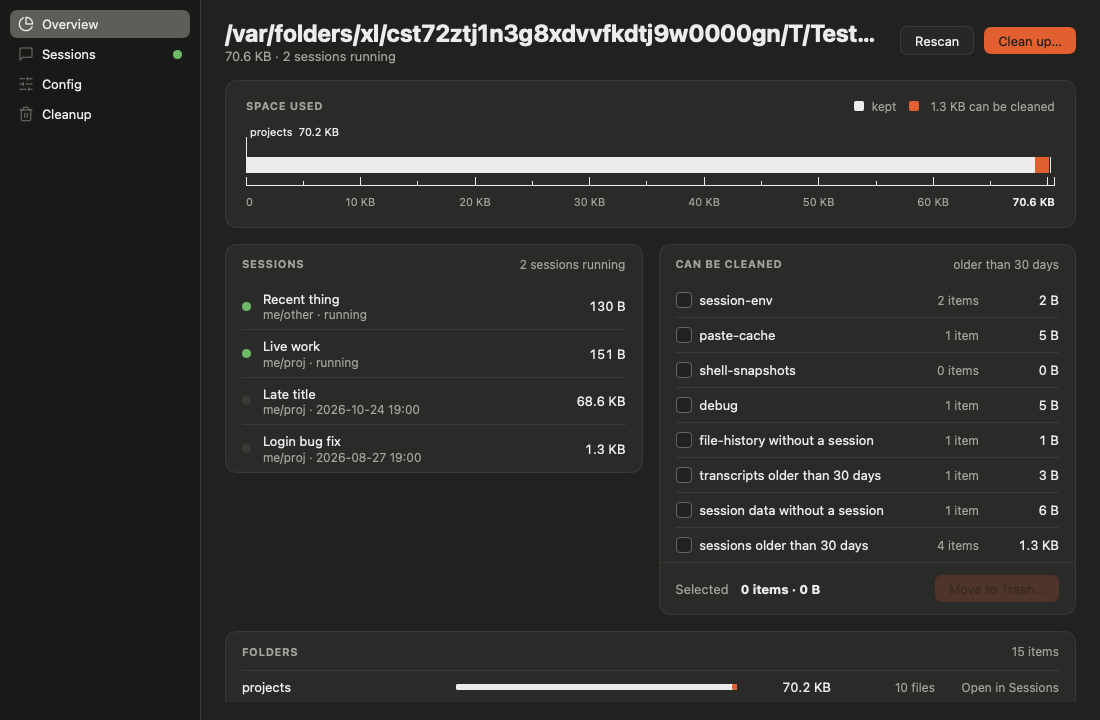 Overview
Sessions
Config
Cleanup
/var/folders/xl/cst72ztj1n3g8xdvvfkdtj9w0000gn/T/Test...
70.6 KB · 2 sessions running
Rescan
Clean up...
SPACE USED
kept
1.3 KB can be cleaned
projects 70.2 KB
0 10 KB 20 KB 30 KB 40 KB 50 KB 60 KB 70.6 KB
SESSIONS
2 sessions running
Recent thing
130 B
me/other · running
Live work
151 B
me/proj · running
Late title
68.6 KB
me/proj · 2026-10-24 19:00
Login bug fix
1.3 KB
me/proj · 2026-08-27 19:00
CAN BE CLEANED
older than 30 days
session-env 2 items 2 B
paste-cache 1 item 5 B
shell-snapshots 0 items 0 B
debug 1 item 5 B
file-history without a session 1 item 1 B
transcripts older than 30 days 1 item 3 B
session data without a session 1 item 6 B
sessions older than 30 days 4 items 1.3 KB
Selected 0 items · 0 B
Move to Trash...
FOLDERS
15 items
projects 70.2 KB 10 files Open in Sessions